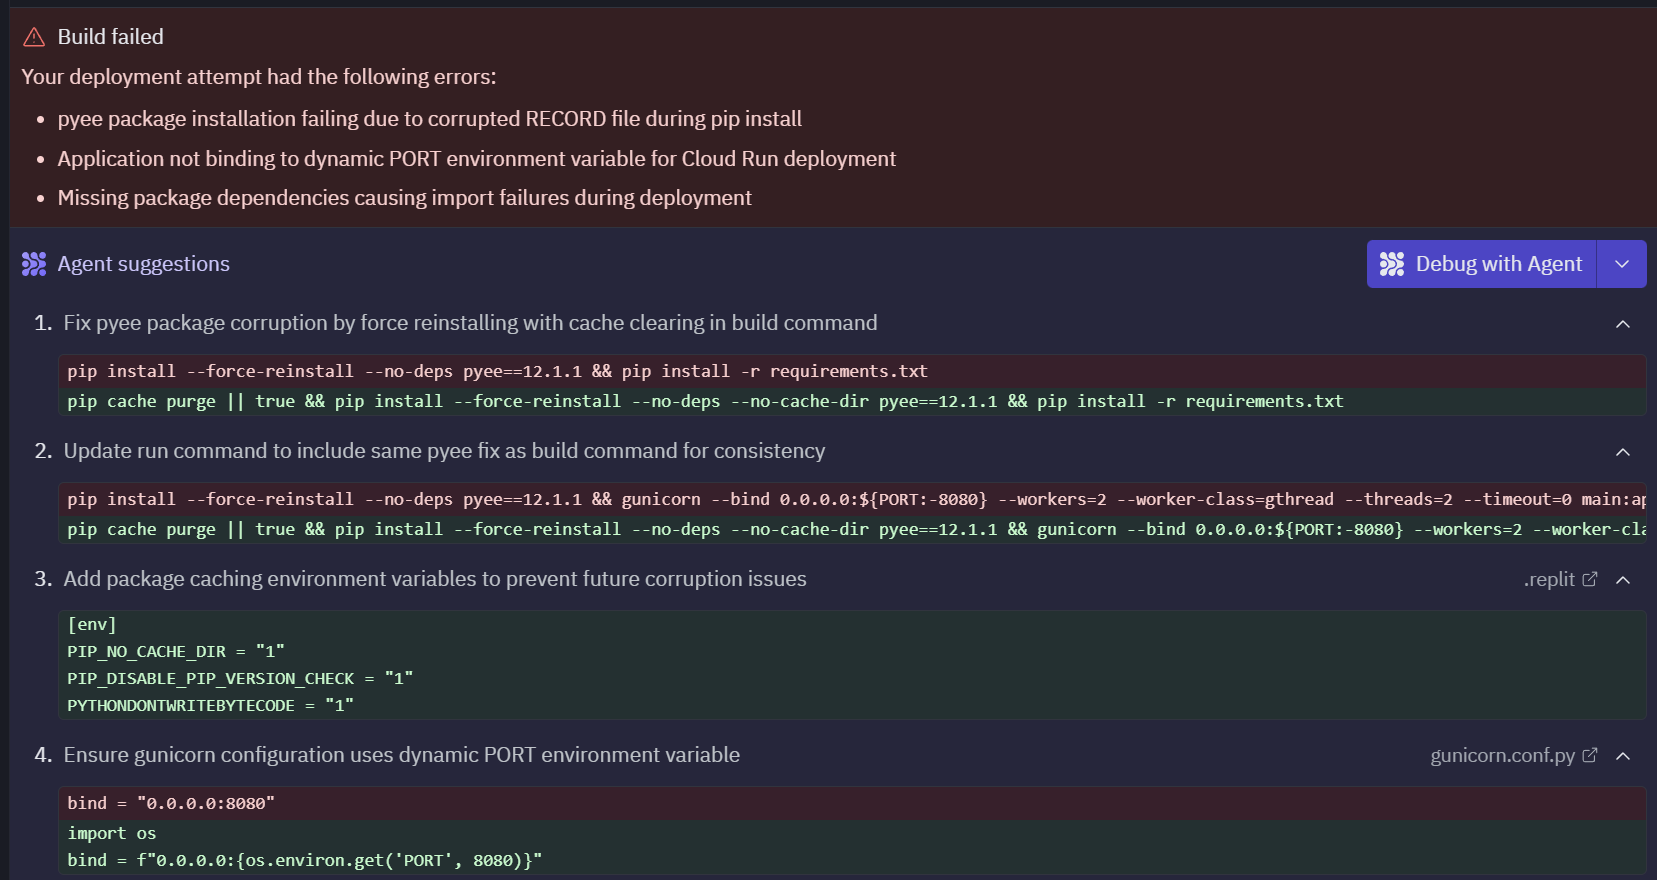 Build failed
Your deployment attempt had the following errors:
• pyee package installation failing due to corrupted RECORD file during pip install
• Application not binding to dynamic PORT environment variable for Cloud Run deployment
• Missing package dependencies causing import failures during deployment
Agent suggestions
Debug with Agent
1. Fix pyee package corruption by force reinstalling with cache clearing in build command
pip install --force-reinstall --no-deps pyee==12.1.1 && pip install -r requirements.txt
pip cache purge || true && pip install --force-reinstall --no-deps --no-cache-dir pyee==12.1.1 && pip install -r requirements.txt
2. Update run command to include same pyee fix as build command for consistency
pip install --force-reinstall --no-deps pyee==12.1.1 && gunicorn --bind 0.0.0.0:${PORT:-8080} --workers=2 --worker-class=gthread --threads=2 --timeout=0 main:ap
pip cache purge || true && pip install --force-reinstall --no-deps --no-cache-dir pyee==12.1.1 && gunicorn --bind 0.0.0.0:${PORT:-8080} --workers=2 --worker-cla
3. Add package caching environment variables to prevent future corruption issues
.replit
[env]
PIP_NO_CACHE_DIR = "1"
PIP_DISABLE_PIP_VERSION_CHECK = "1"
PYTHONDONTWRITEBYTECODE = "1"
4. Ensure gunicorn configuration uses dynamic PORT environment variable
gunicorn.conf.py
bind = "0.0.0.0:8080"
import os
bind = f"0.0.0.0:{os.environ.get('PORT', 8080)}"